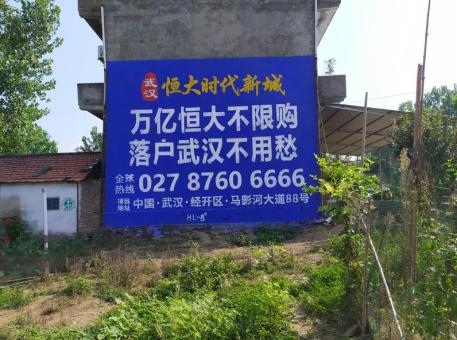 武汉 恒大时代新城
万亿恒大不限购
落户武汉不用愁
全球热线 027 8760 6666
项目地址 中国·武汉·经开区·马影河大道88号
HL-8